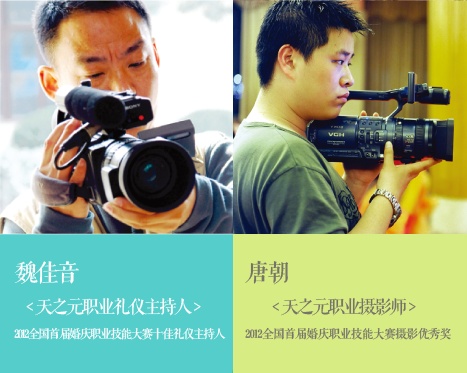 SONY
VGH
魏佳音
<天之元职业礼仪主持人>
2012全国首届婚庆职业技能大赛十佳礼仪主持人
唐朝
<天之元职业摄影师>
2012全国首届婚庆职业技能大赛摄影优秀奖